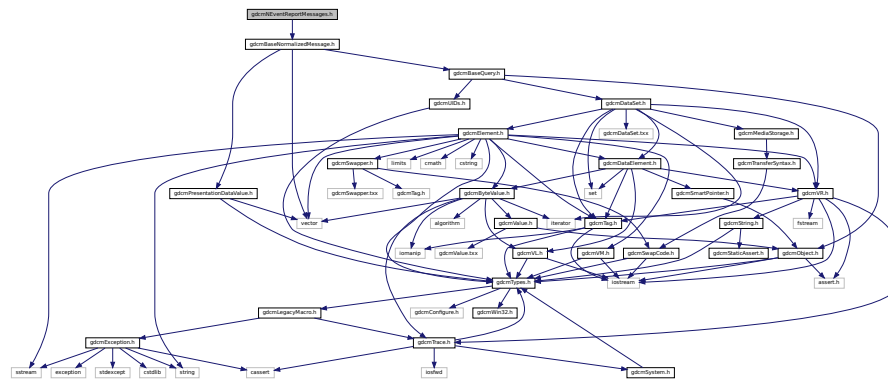 gdcmNEventReportMessages.h
gdcmBaseNormalizedMessage.h
gdcmBaseQuery.h
gdcmUIDs.h
gdcmDataSet.h
gdcmElement.h
gdcmDataSet.txx
gdcmMediaStorage.h
gdcmSwapper.h
limits
cmath
cstring
gdcmDataElement.h
gdcmTransferSyntax.h
gdcmPresentationDataValue.h
gdcmSwapper.txx
gdcmTag.h
gdcmByteValue.h
set
gdcmSmartPointer.h
gdcmVR.h
vector
algorithm
gdcmValue.h
iterator
gdcmTag.h
gdcmString.h
fstream
iomanip
gdcmValue.txx
gdcmVL.h
gdcmVM.h
gdcmSwapCode.h
gdcmStaticAssert.h
gdcmObject.h
gdcmTypes.h
iostream
assert.h
gdcmLegacyMacro.h
gdcmConfigure.h
gdcmWin32.h
gdcmException.h
gdcmTrace.h
sstream
exception
stdexcept
cstdlib
string
cassert
iosfwd
gdcmSystem.h